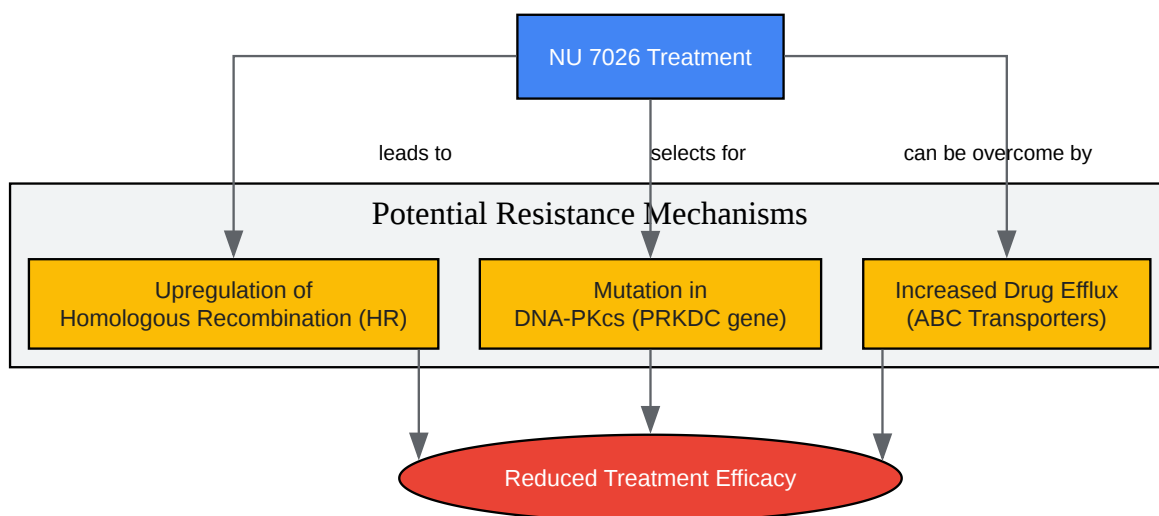 NU 7026 Treatment
leads to
selects for
can be overcome by
Potential Resistance Mechanisms
Upregulation of
Homologous Recombination (HR)
Mutation in
DNA-PKcs (PRKDC gene)
Increased Drug Efflux
(ABC Transporters)
Reduced Treatment Efficacy